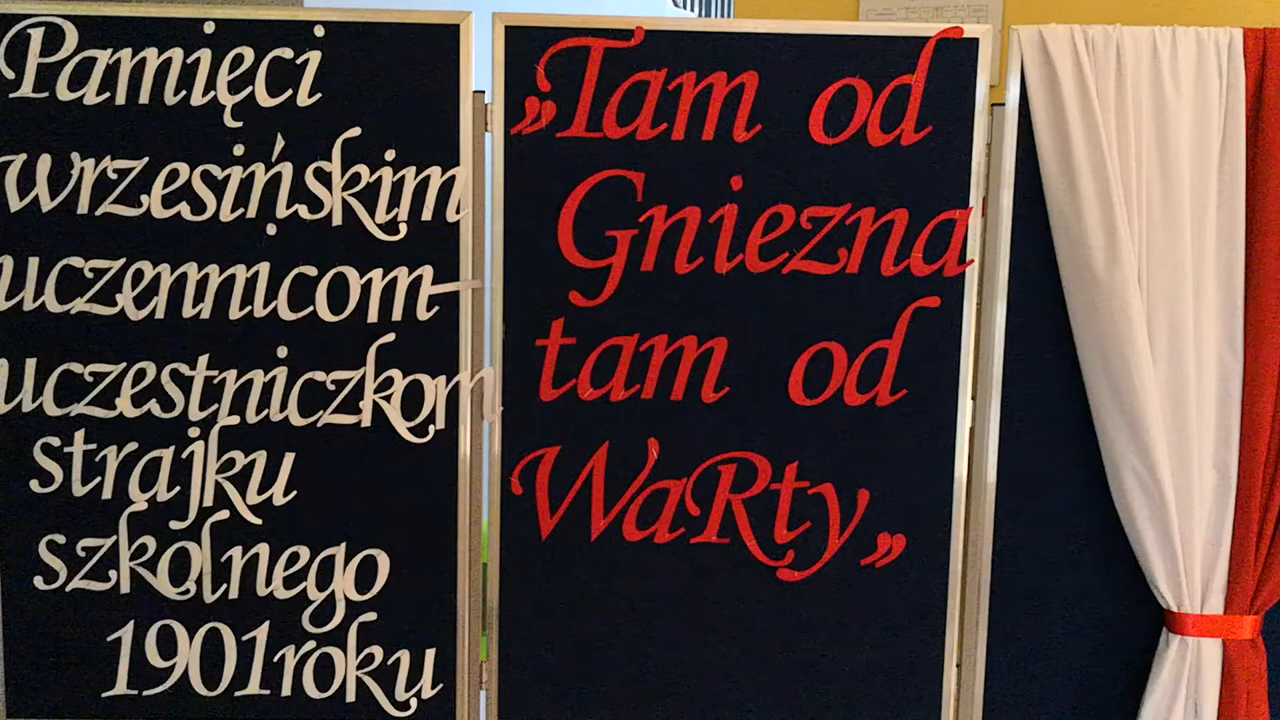 Pamięci
wrzesińskim
uczennicom-
uczestniczkom
strajku
szkolnego
1901roku
„Tam od
Gniezna
tam od
WaRty„